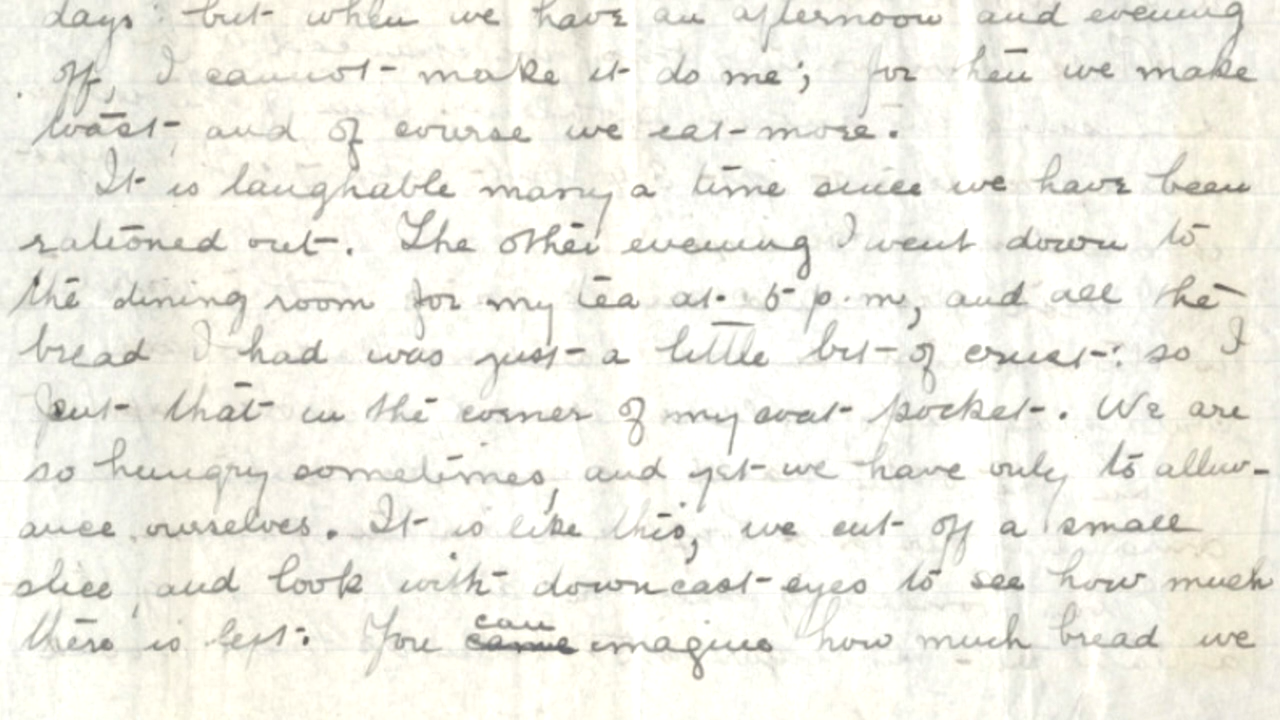 days: but when we have an afternoon and evening
off, I cannot make it do me; for then we make
toast, and of course we eat more.
It is laughable many a time since we have been
rationed out. The other evening I went down to
the dining room for my tea at 5 p.m, and all the
bread I had was just a little bit of crust: so I
put that in the corner of my coat pocket. We are
so hungry sometimes, and yet we have only to allow-
ance ourselves. It is like this, we cut off a small
slice, and look with downcast eyes to see how much
there is left: You can imagine how much bread we